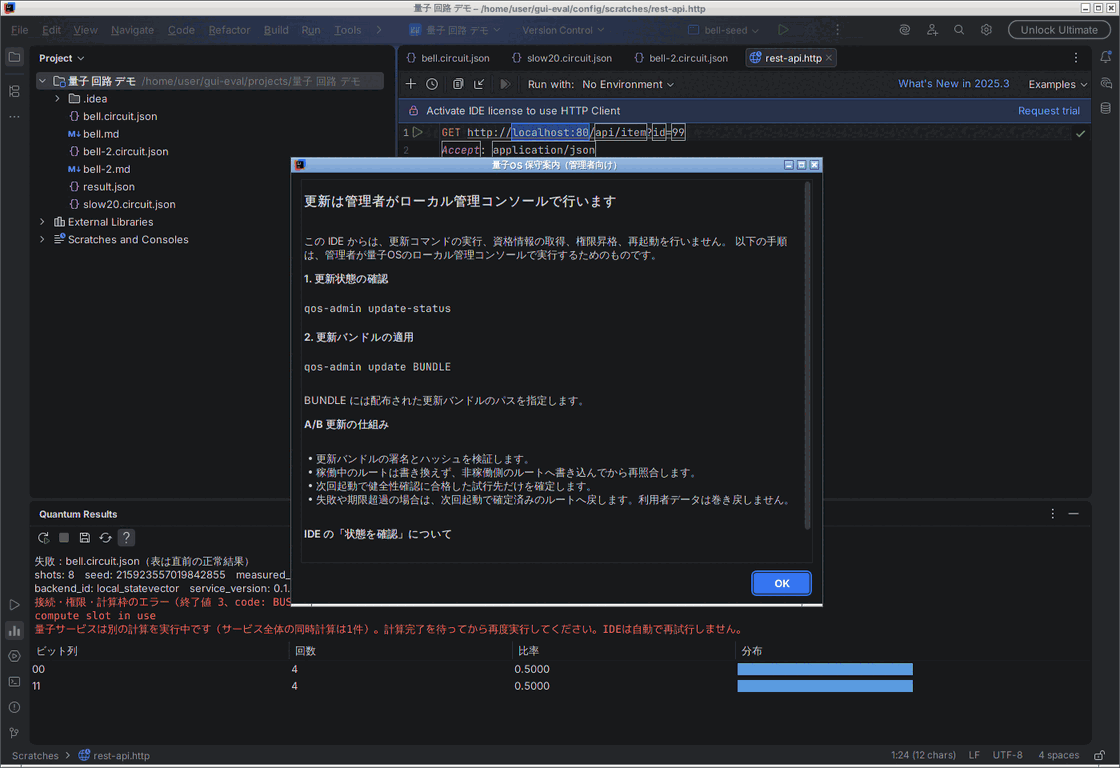 量子 回路 デモ – /home/user/gui-eval/config/scratches/rest-api.http
File Edit View Navigate Code Refactor Build Run Tools 量子 回路 デモ Version Control bell-seed Unlock Ultimate
Project
量子 回路 デモ /home/user/gui-eval/projects/量子 回路 デモ
.idea
bell.circuit.json
bell.md
bell-2.circuit.json
bell-2.md
result.json
slow20.circuit.json
External Libraries
Scratches and Consoles
bell.circuit.json slow20.circuit.json bell-2.circuit.json rest-api.http
Run with: No Environment What's New in 2025.3 Examples
Activate IDE license to use HTTP Client Request trial
1 GET http://localhost:80/api/item?id=99
2 Accept: application/json
量子OS 保守案内（管理者向け）
更新は管理者がローカル管理コンソールで行います
この IDE からは、更新コマンドの実行、資格情報の取得、権限昇格、再起動を行いません。 以下の手順
は、管理者が量子OSのローカル管理コンソールで実行するためのものです。
1. 更新状態の確認
qos-admin update-status
2. 更新バンドルの適用
qos-admin update BUNDLE
BUNDLE には配布された更新バンドルのパスを指定します。
A/B 更新の仕組み
• 更新バンドルの署名とハッシュを検証します。
• 稼働中のルートは書き換えず、非稼働側のルートへ書き込んでから再照合します。
• 次回起動で健全性確認に合格した試行先だけを確定します。
• 失敗や期限超過の場合は、次回起動で確定済みのルートへ戻します。利用者データは巻き戻しません。
IDE の「状態を確認」について
OK
Quantum Results
失敗：bell.circuit.json（表は直前の正常結果）
shots: 8 seed: 215923557019842855 measured_
backend_id: local_statevector service_version: 0.1.
接続・権限・計算枠のエラー（終了値 3、code: BUS
compute slot in use
量子サービスは別の計算を実行中です（サービス全体の同時計算は1件）。計算完了を待ってから再度実行してください。IDEは自動で再試行しません。
ビット列 回数 比率 分布
00 4 0.5000
11 4 0.5000
Scratches rest-api.http 1:24 (12 chars) LF UTF-8 4 spaces